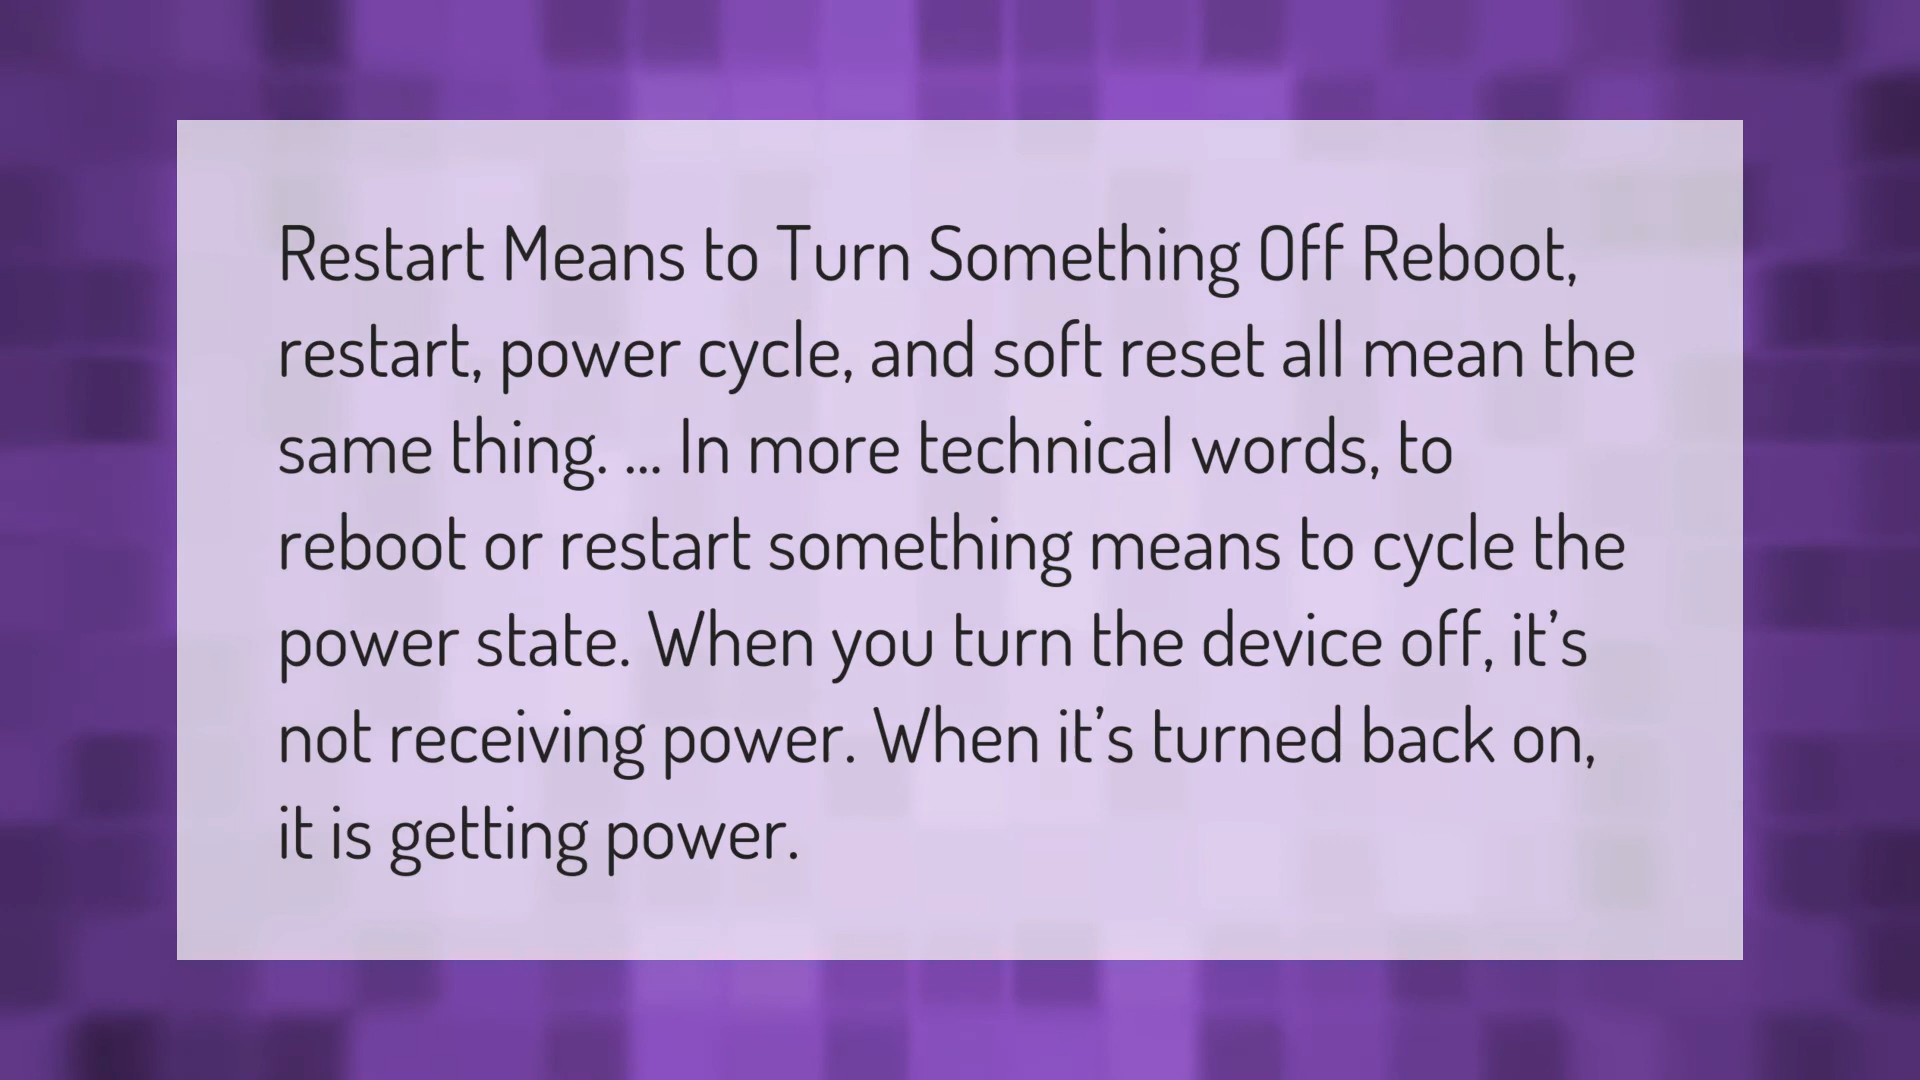 Restart Means to Turn Something Off Reboot,
restart, power cycle, and soft reset all mean the
same thing. ... In more technical words, to
reboot or restart something means to cycle the
power state. When you turn the device off, it’s
not receiving power. When it’s turned back on,
it is getting power.